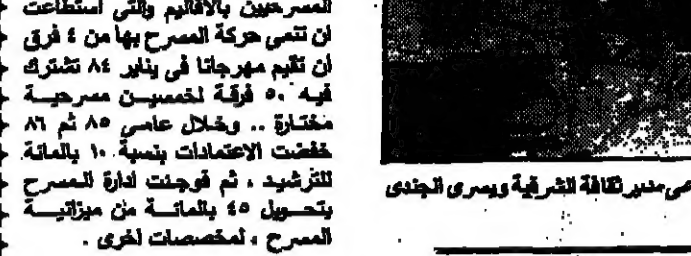 المسرحيين بالأقاليم والتى استطاعت
ان تنمى حركة المسرح بها من ٤ فرق
أن تقيم مهرجانا فى يناير ٨٤ تشترك
فيه ٥٠ فرقة لخمسين مسرحية
مختارة .. وخلال عامى ٨٥ ثم ٨٦
خفضت الاعتمادات بنسبة ١٠ بالمائة
للترشيد ، ثم فوجئت ادارة المسرح
بتحويل ٤٥ بالمائة من ميزانية
المسرح ، لمخصصات اخرى .
مدير ثقافة الشرقية ويسرى الجندى